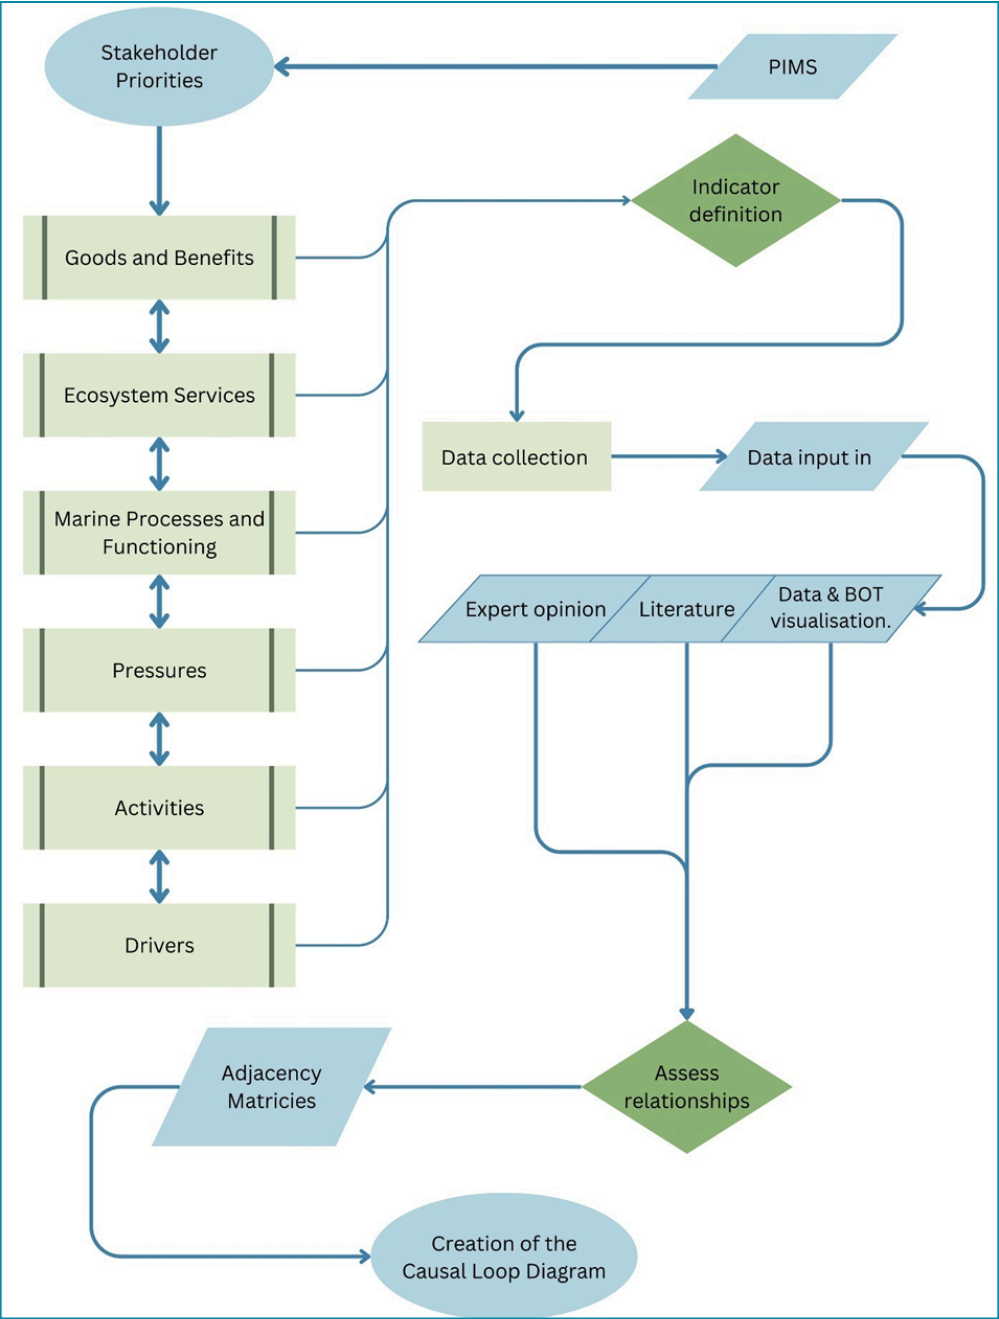 Stakeholder
Priorities
PIMS
Indicator
definition
Goods and Benefits
Ecosystem Services
Data collection
Data input in
Marine Processes and
Functioning
Expert opinion
Literature
Data & BOT
visualisation.
Pressures
Activities
Drivers
Adjacency
Matricies
Assess
relationships
Creation of the
Causal Loop Diagram